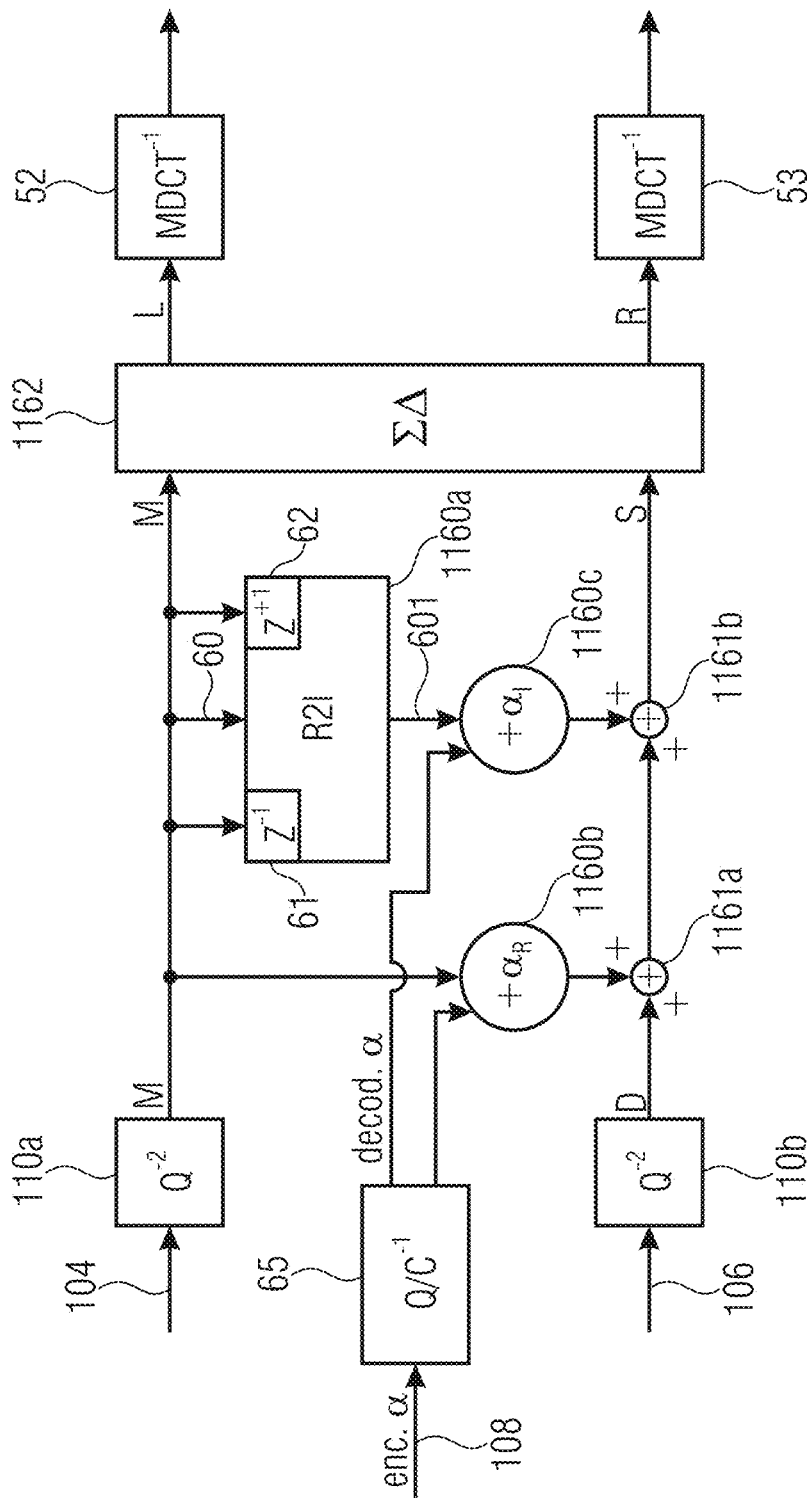 104
110a
Q⁻²
M
M
1162
L
52
MDCT⁻¹
60
61
Z⁻¹
R2I
Z⁺¹
62
1160a
601
ΣΔ
enc. α
108
65
Q/C⁻¹
decod. α
+ α_R
1160b
+ α_I
1160c
106
110b
Q⁻²
D
+
+
+
1161a
+
+
+
1161b
S
R
53
MDCT⁻¹